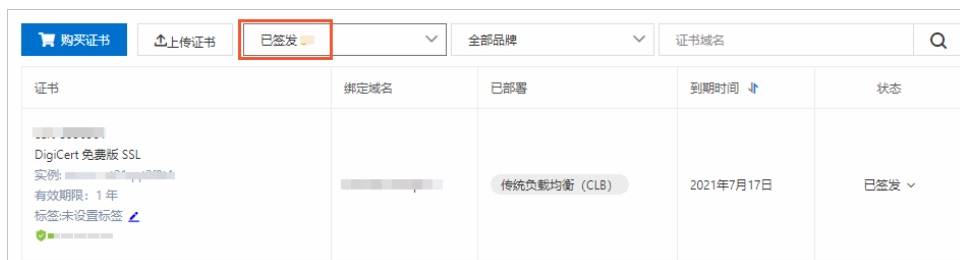 购买证书 上传证书 已签发 全部品牌 证书域名
证书 绑定域名 已部署 到期时间 状态
DigiCert 免费版 SSL
实例:
有效期限：1 年
标签:未设置标签
传统负载均衡（CLB） 2021年7月17日 已签发